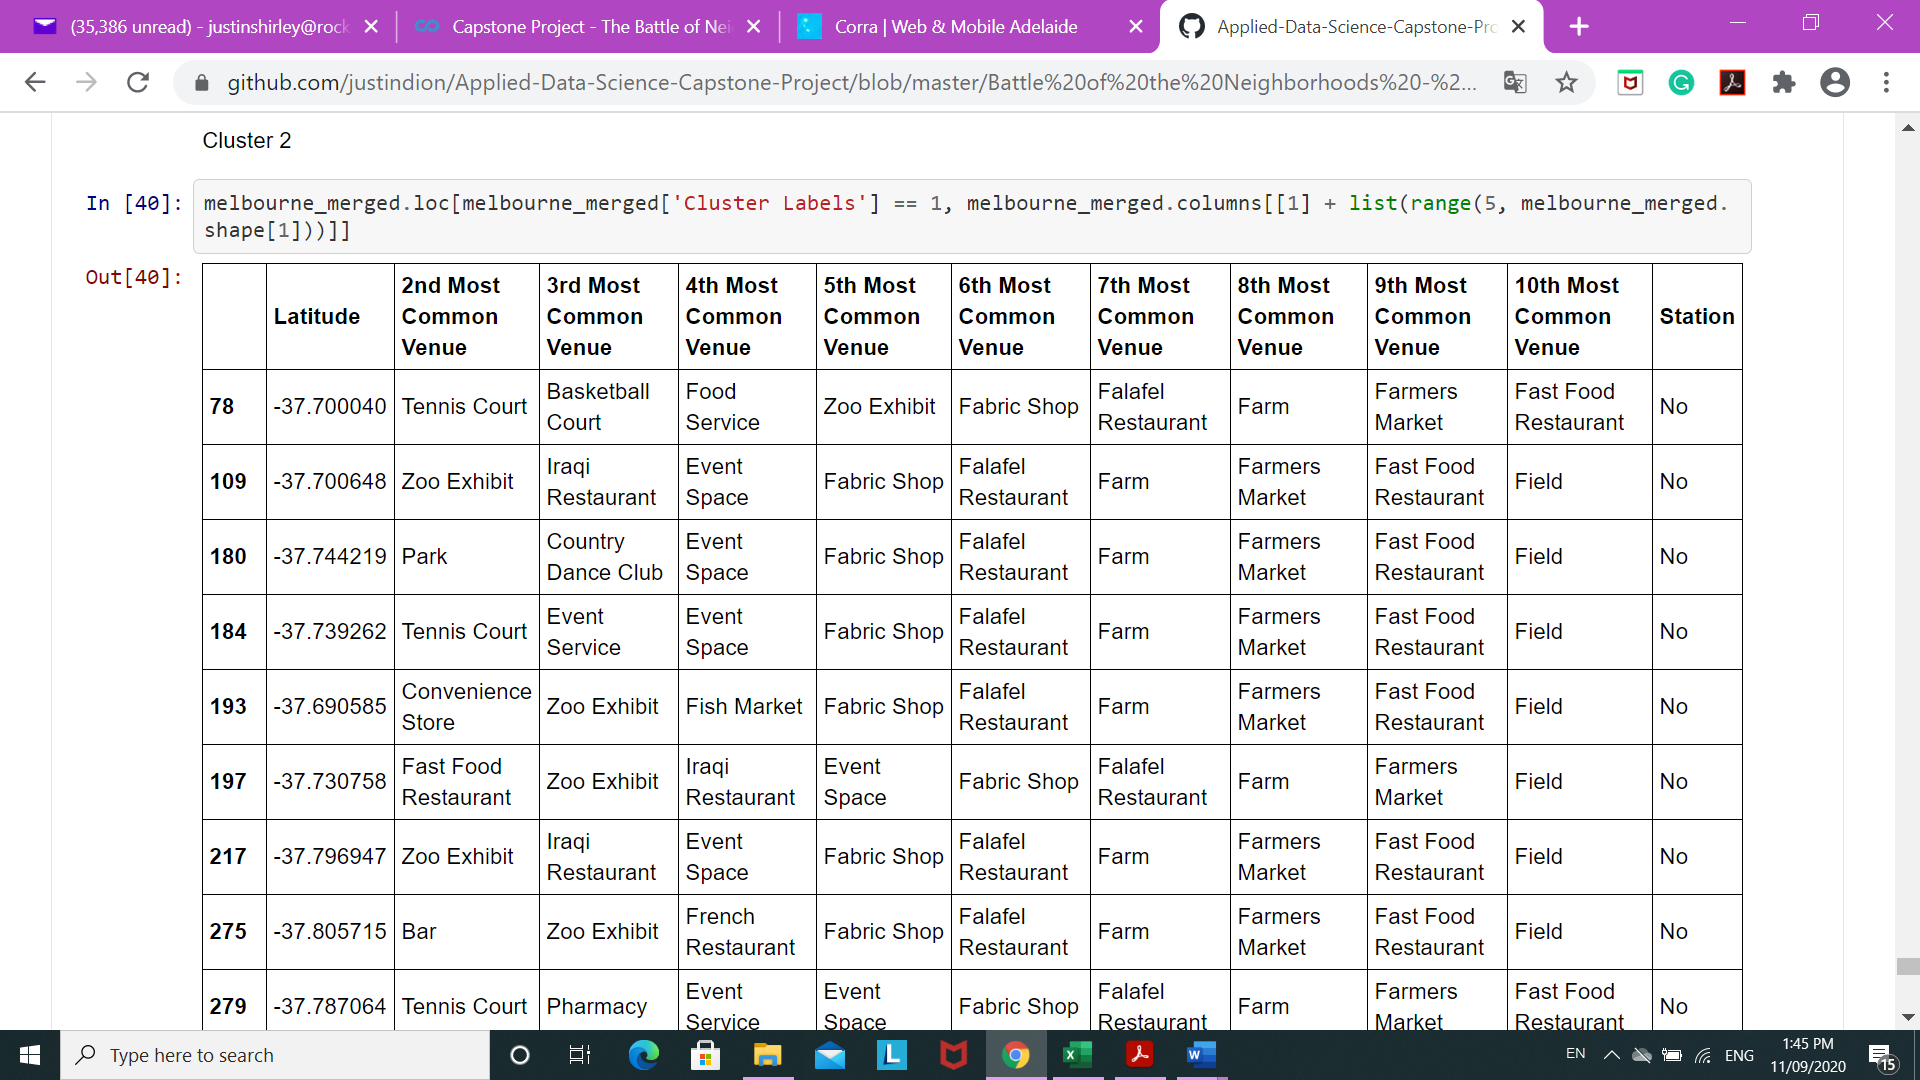 (35,386 unread) - justinshirley@rock
Capstone Project - The Battle of Nei
Corra | Web & Mobile Adelaide
Applied-Data-Science-Capstone-Pro
github.com/justindion/Applied-Data-Science-Capstone-Project/blob/master/Battle%20of%20the%20Neighborhoods%20-%2...
Cluster 2
In [40]: melbourne_merged.loc[melbourne_merged['Cluster Labels'] == 1, melbourne_merged.columns[[1] + list(range(5, melbourne_merged.
shape[1]))]]
Out[40]:
Latitude 2nd Most Common Venue 3rd Most Common Venue 4th Most Common Venue 5th Most Common Venue 6th Most Common Venue 7th Most Common Venue 8th Most Common Venue 9th Most Common Venue 10th Most Common Venue Station
78 -37.700040 Tennis Court Basketball Court Food Service Zoo Exhibit Fabric Shop Falafel Restaurant Farm Farmers Market Fast Food Restaurant No
109 -37.700648 Zoo Exhibit Iraqi Restaurant Event Space Fabric Shop Falafel Restaurant Farm Farmers Market Fast Food Restaurant Field No
180 -37.744219 Park Country Dance Club Event Space Fabric Shop Falafel Restaurant Farm Farmers Market Fast Food Restaurant Field No
184 -37.739262 Tennis Court Event Service Event Space Fabric Shop Falafel Restaurant Farm Farmers Market Fast Food Restaurant Field No
193 -37.690585 Convenience Store Zoo Exhibit Fish Market Fabric Shop Falafel Restaurant Farm Farmers Market Fast Food Restaurant Field No
197 -37.730758 Fast Food Restaurant Zoo Exhibit Iraqi Restaurant Event Space Fabric Shop Falafel Restaurant Farm Farmers Market Field No
217 -37.796947 Zoo Exhibit Iraqi Restaurant Event Space Fabric Shop Falafel Restaurant Farm Farmers Market Fast Food Restaurant Field No
275 -37.805715 Bar Zoo Exhibit French Restaurant Fabric Shop Falafel Restaurant Farm Farmers Market Fast Food Restaurant Field No
279 -37.787064 Tennis Court Pharmacy Event Service Event Space Fabric Shop Falafel Restaurant Farm Farmers Market Fast Food Restaurant No
Type here to search
EN
ENG
1:45 PM
11/09/2020
15